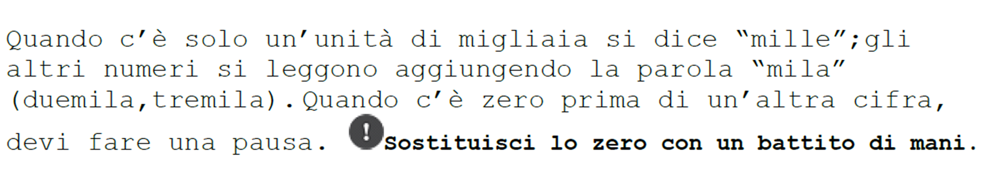 Quando c’è solo un’unità di migliaia si dice “mille”;gli
altri numeri si leggono aggiungendo la parola “mila”
(duemila,tremila).Quando c’è zero prima di un’altra cifra,
devi fare una pausa. !Sostituisci lo zero con un battito di mani.